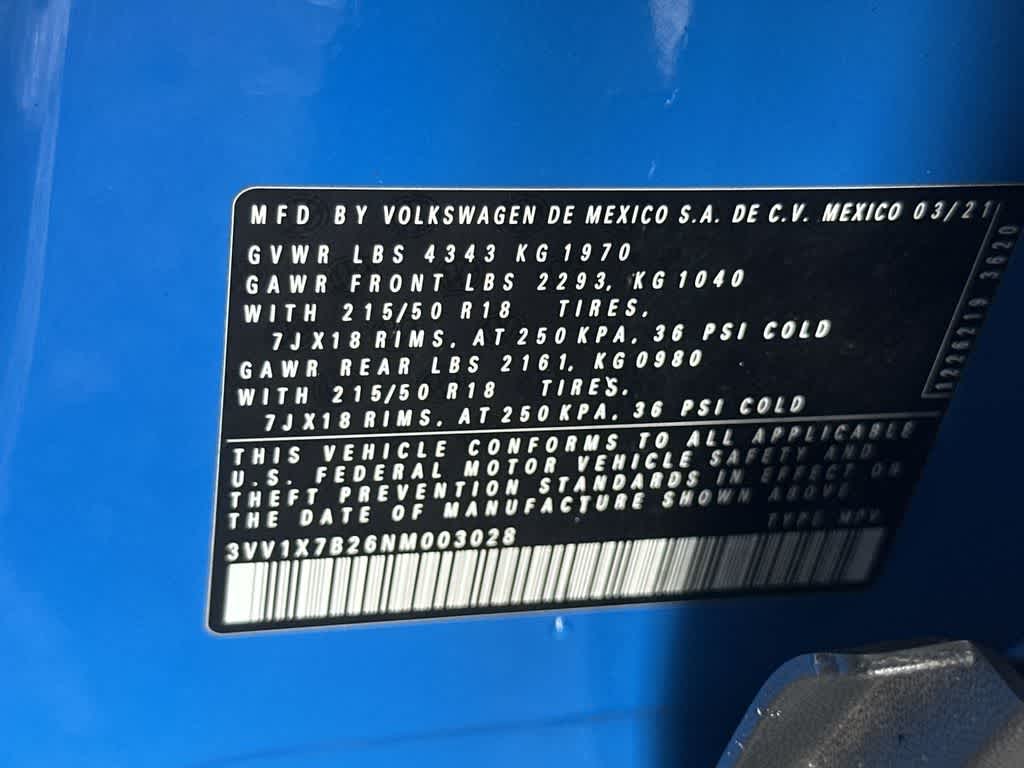 MFD BY VOLKSWAGEN DE MEXICO S.A. DE C.V. MEXICO 03/21
GVWR LBS 4343 KG 1970
GAWR FRONT LBS 2293, KG 1040
WITH 215/50 R18 TIRES,
7JX18 RIMS, AT 250 KPA, 36 PSI COLD
GAWR REAR LBS 2161, KG 0980
WITH 215/50 R18 TIRES,
7JX18 RIMS, AT 250 KPA, 36 PSI COLD
1226219 3620
THIS VEHICLE CONFORMS TO ALL APPLICABLE
U.S. FEDERAL MOTOR VEHICLE SAFETY AND
THEFT PREVENTION STANDARDS IN EFFECT ON
THE DATE OF MANUFACTURE SHOWN ABOVE
TYPE MPV
3VV1X7B26NM003028